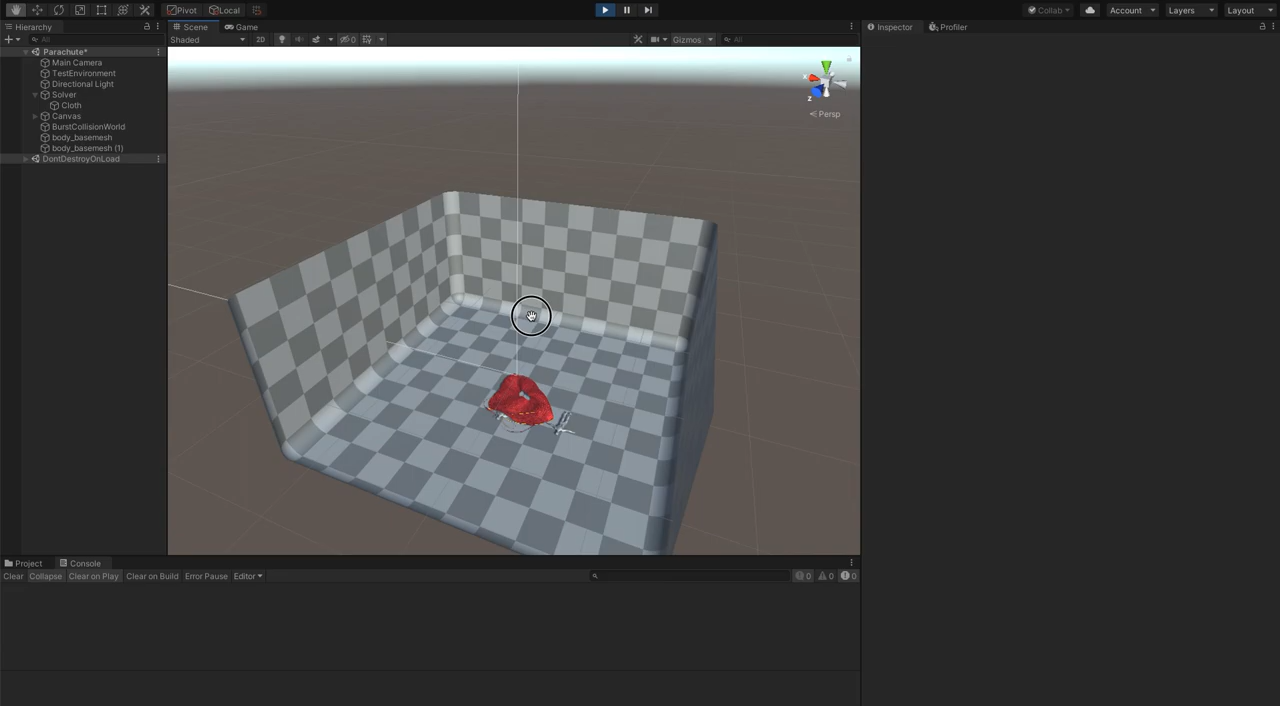 Pivot Local Collab Account Layers Layout
Hierarchy Scene Game Inspector Profiler
All Shaded 2D 0 Gizmos All
Parachute*
Main Camera
TestEnvironment
Directional Light
Solver
Cloth
Canvas
BurstCollisionWorld
body_basemesh
body_basemesh (1)
DontDestroyOnLoad
x
z
Persp
Project Console
Clear Collapse Clear on Play Clear on Build Error Pause Editor 0 0 0